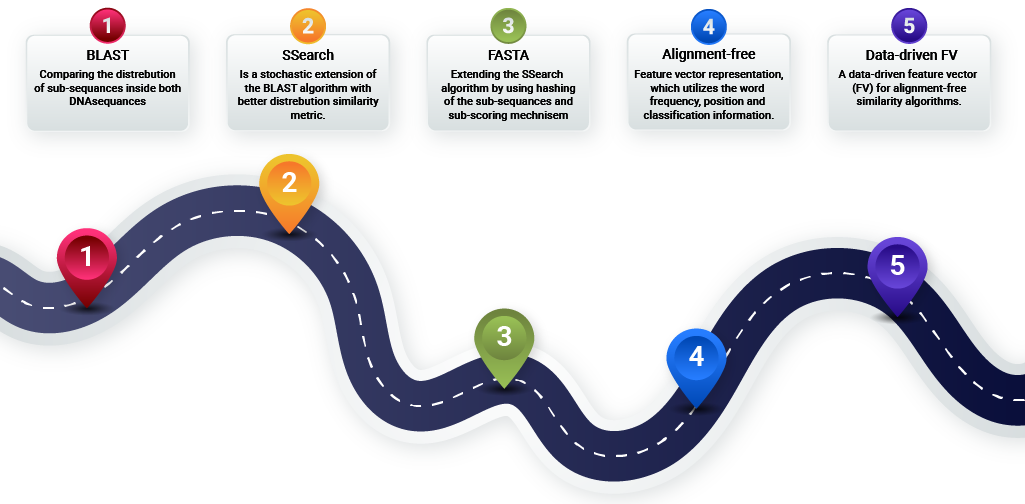 1
BLAST
Comparing the distrebution
of sub-sequances inside both
DNAsequances
2
SSearch
Is a stochastic extension of
the BLAST algorithm with
better distrebution similarity
metric.
3
FASTA
Extending the SSearch
algorithm by using hashing
of the sub-sequances and
sub-scoring mechnisem
4
Alignment-free
Feature vector representation,
which utilizes the word
frequency, position and
classification information.
5
Data-driven FV
A data-driven feature vector
(FV) for alignment-free
similarity algorithms.
1
2
3
4
5